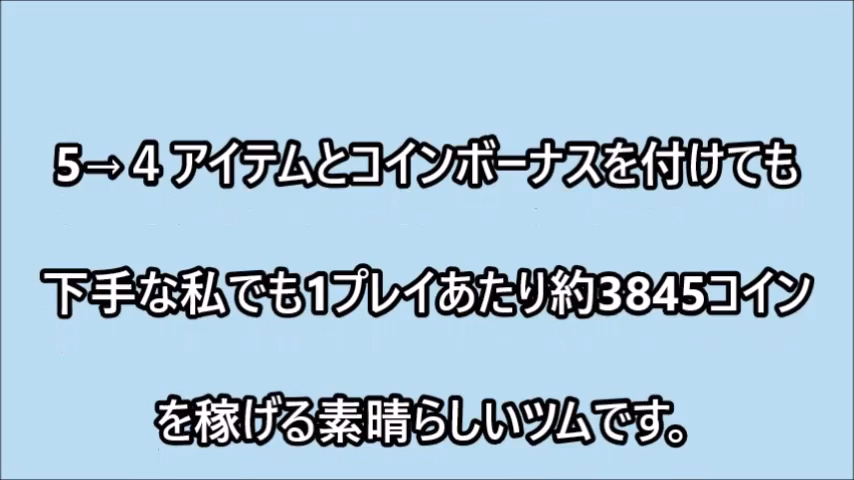 5→４アイテムとコインボーナスを付けても
下手な私でも1プレイあたり約3845コイン
を稼げる素晴らしいツムです。